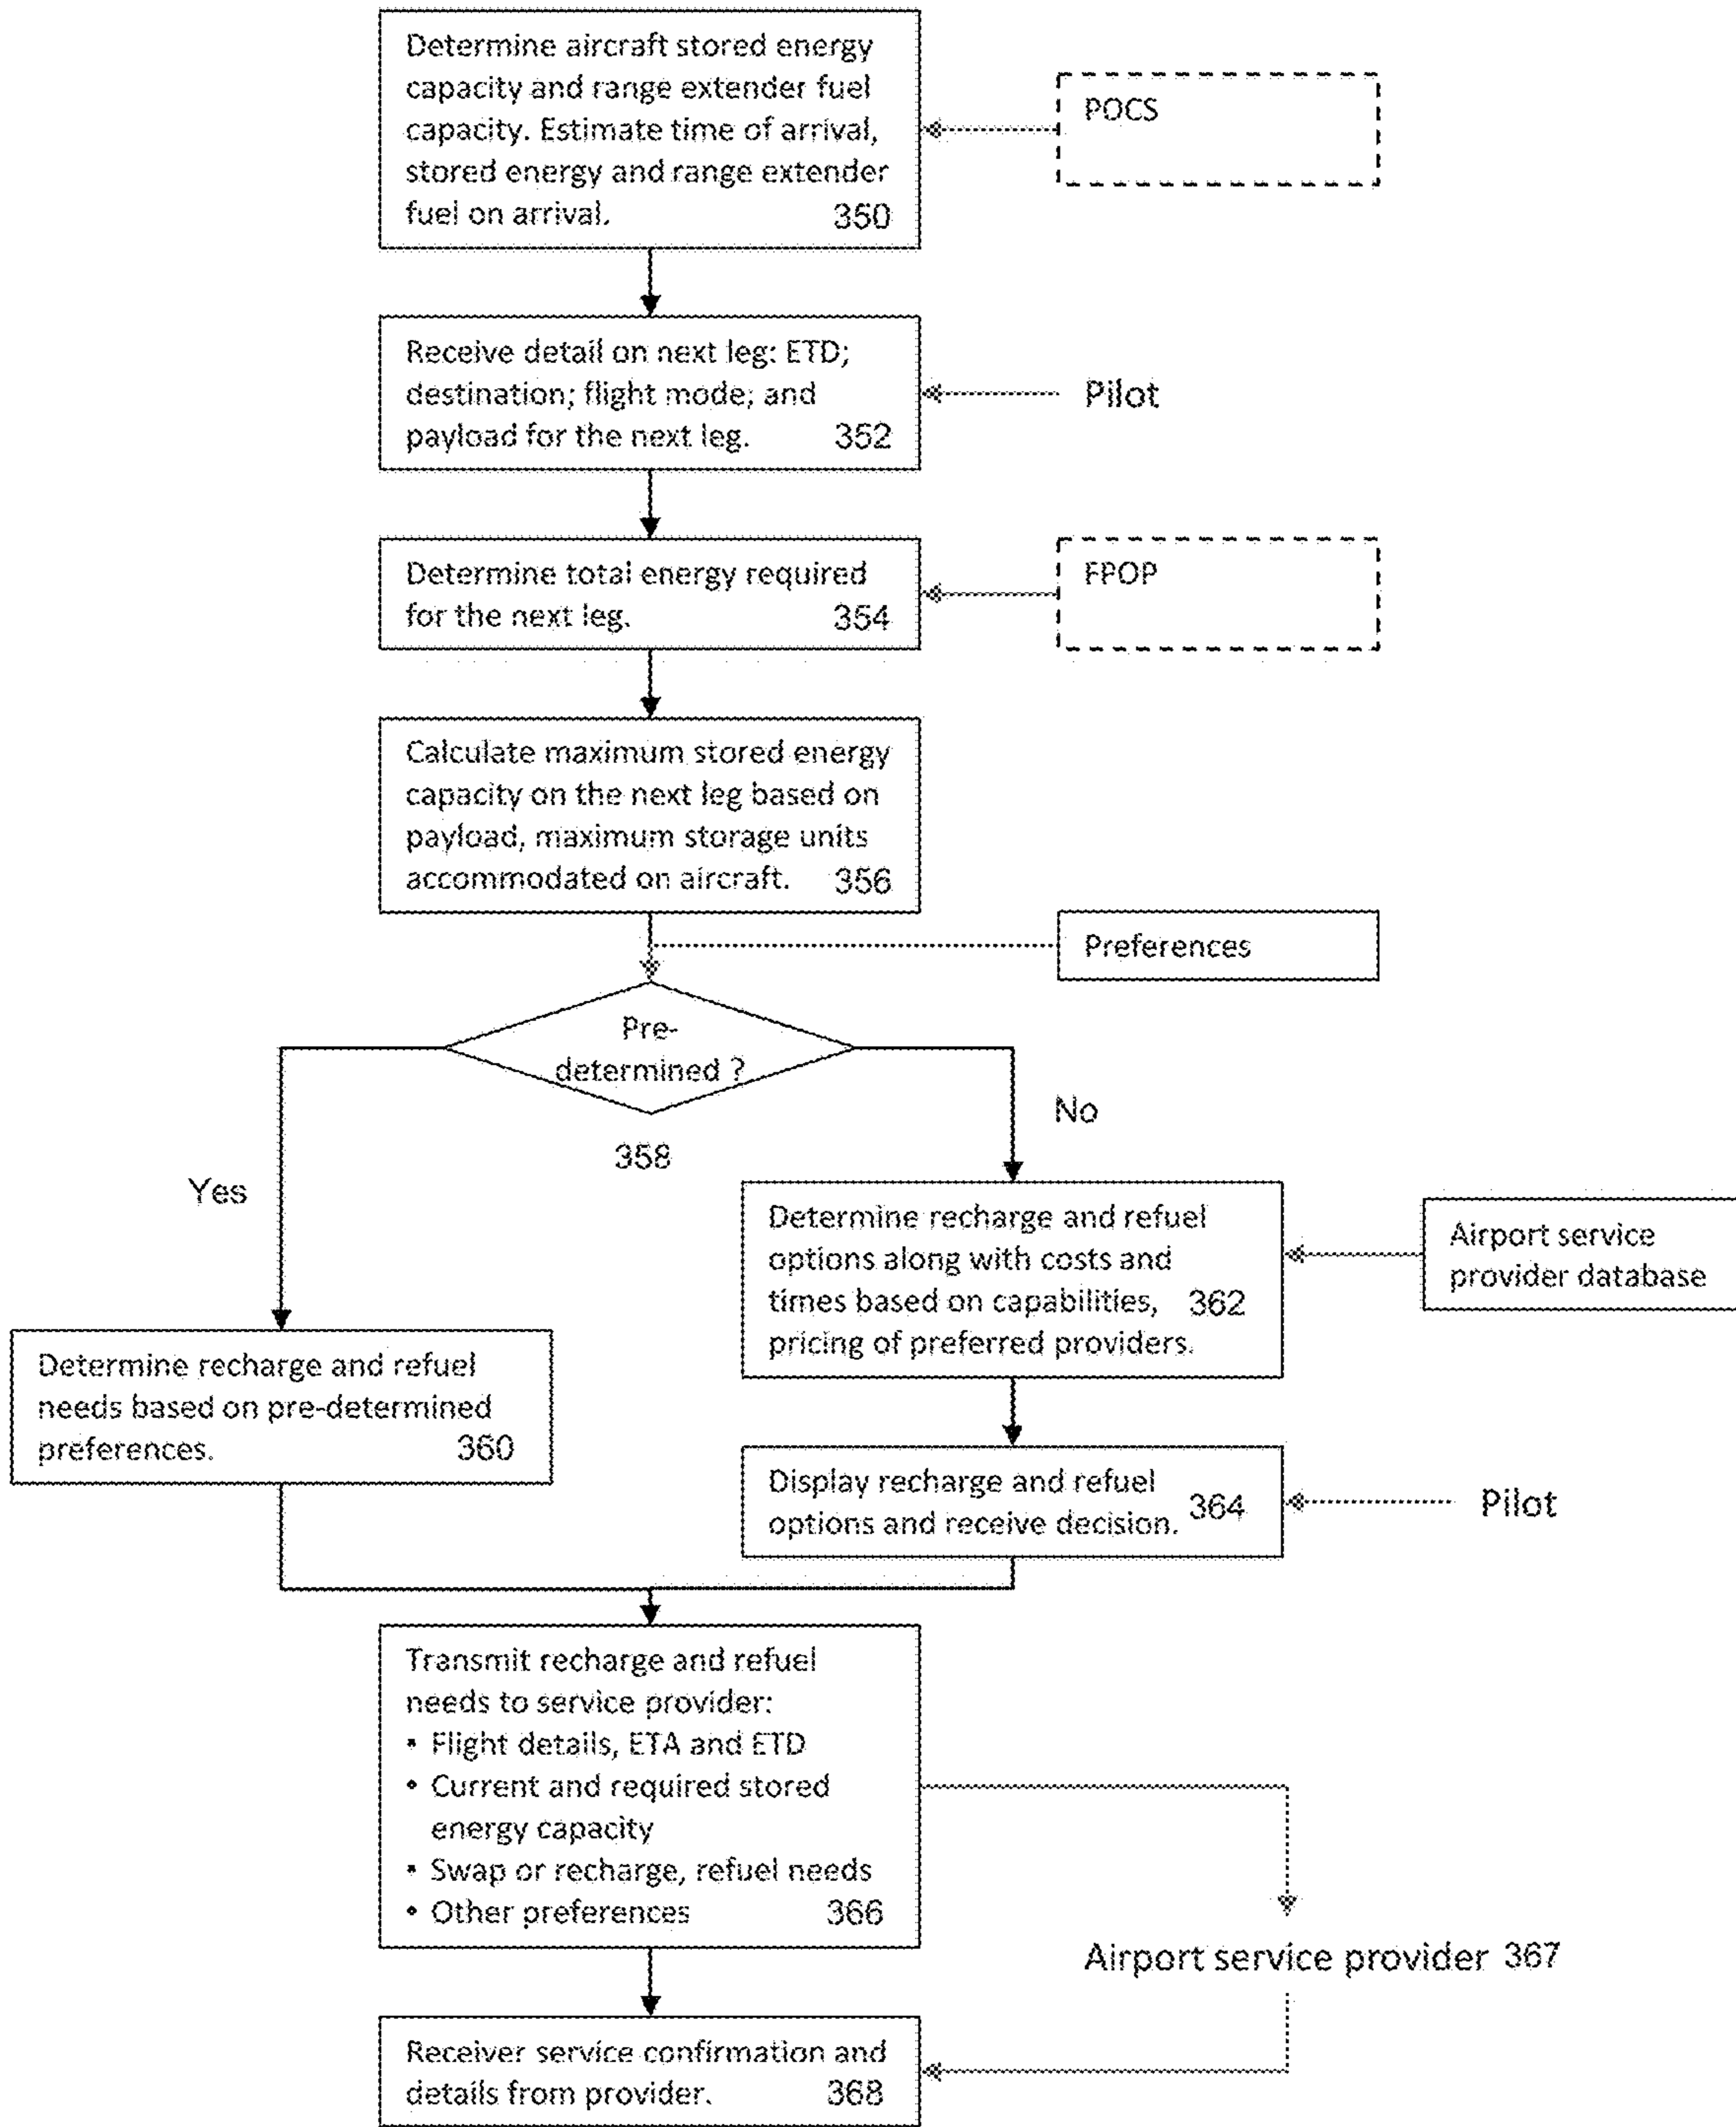 Determine aircraft stored energy
capacity and range extender fuel
capacity. Estimate time of arrival,
stored energy and range extender
fuel on arrival. 350
POCS
Receive detail on next leg: ETD;
destination; flight mode; and
payload for the next leg. 352
Pilot
Determine total energy required
for the next leg. 354
FPOP
Calculate maximum stored energy
capacity on the next leg based on
payload, maximum storage units
accommodated on aircraft. 356
Preferences
Pre-
determined ?
358
Yes
No
Determine recharge and refuel
options along with costs and
times based on capabilities, 362
pricing of preferred providers.
Airport service
provider database
Determine recharge and refuel
needs based on pre-determined
preferences. 360
Display recharge and refuel
options and receive decision. 364
Pilot
Transmit recharge and refuel
needs to service provider:
• Flight details, ETA and ETD
• Current and required stored
energy capacity
• Swap or recharge, refuel needs
• Other preferences 366
Airport service provider 367
Receiver service confirmation and
details from provider. 368